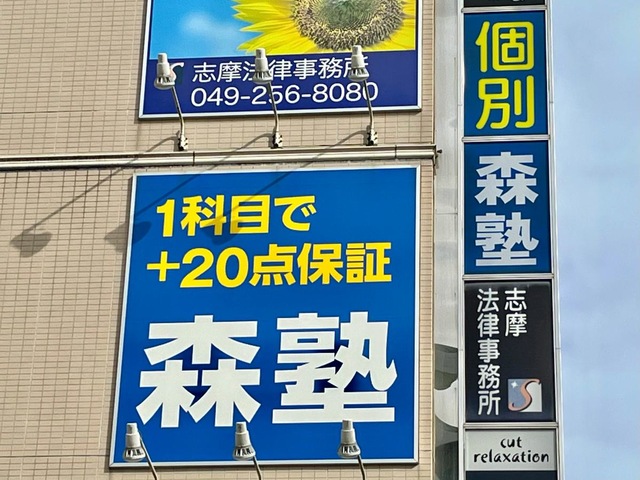 志摩法律事務所
049-256-8080
1科目で
+20点保証
森塾
個別
森塾
志摩
法律事務所
S
cut
relaxation